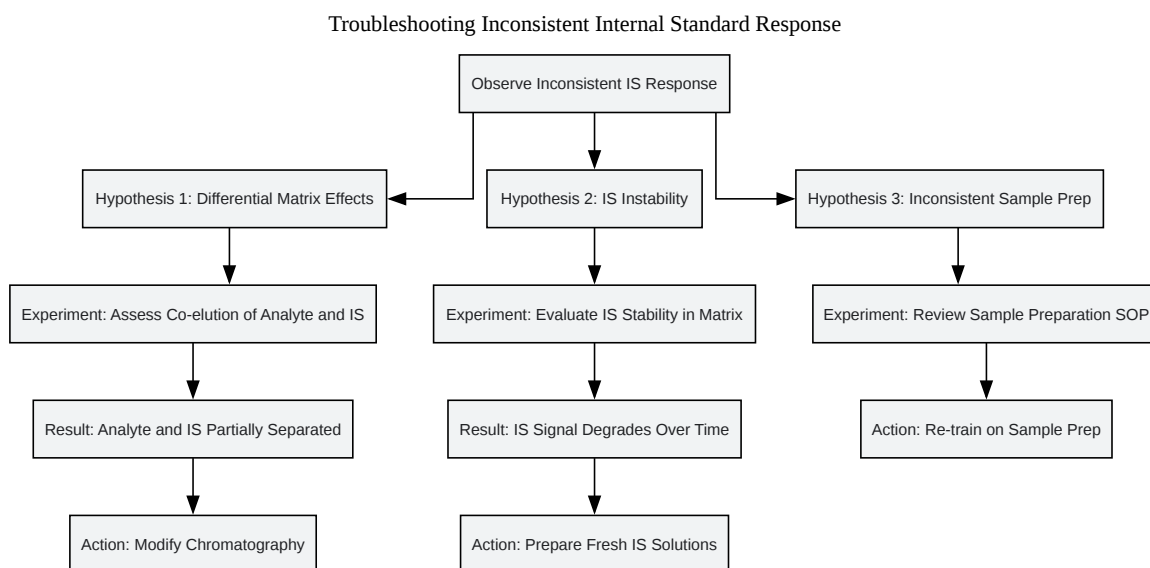 Troubleshooting Inconsistent Internal Standard Response
Observe Inconsistent IS Response
Hypothesis 1: Differential Matrix Effects
Hypothesis 2: IS Instability
Hypothesis 3: Inconsistent Sample Prep
Experiment: Assess Co-elution of Analyte and IS
Experiment: Evaluate IS Stability in Matrix
Experiment: Review Sample Preparation SOP
Result: Analyte and IS Partially Separated
Result: IS Signal Degrades Over Time
Action: Re-train on Sample Prep
Action: Modify Chromatography
Action: Prepare Fresh IS Solutions